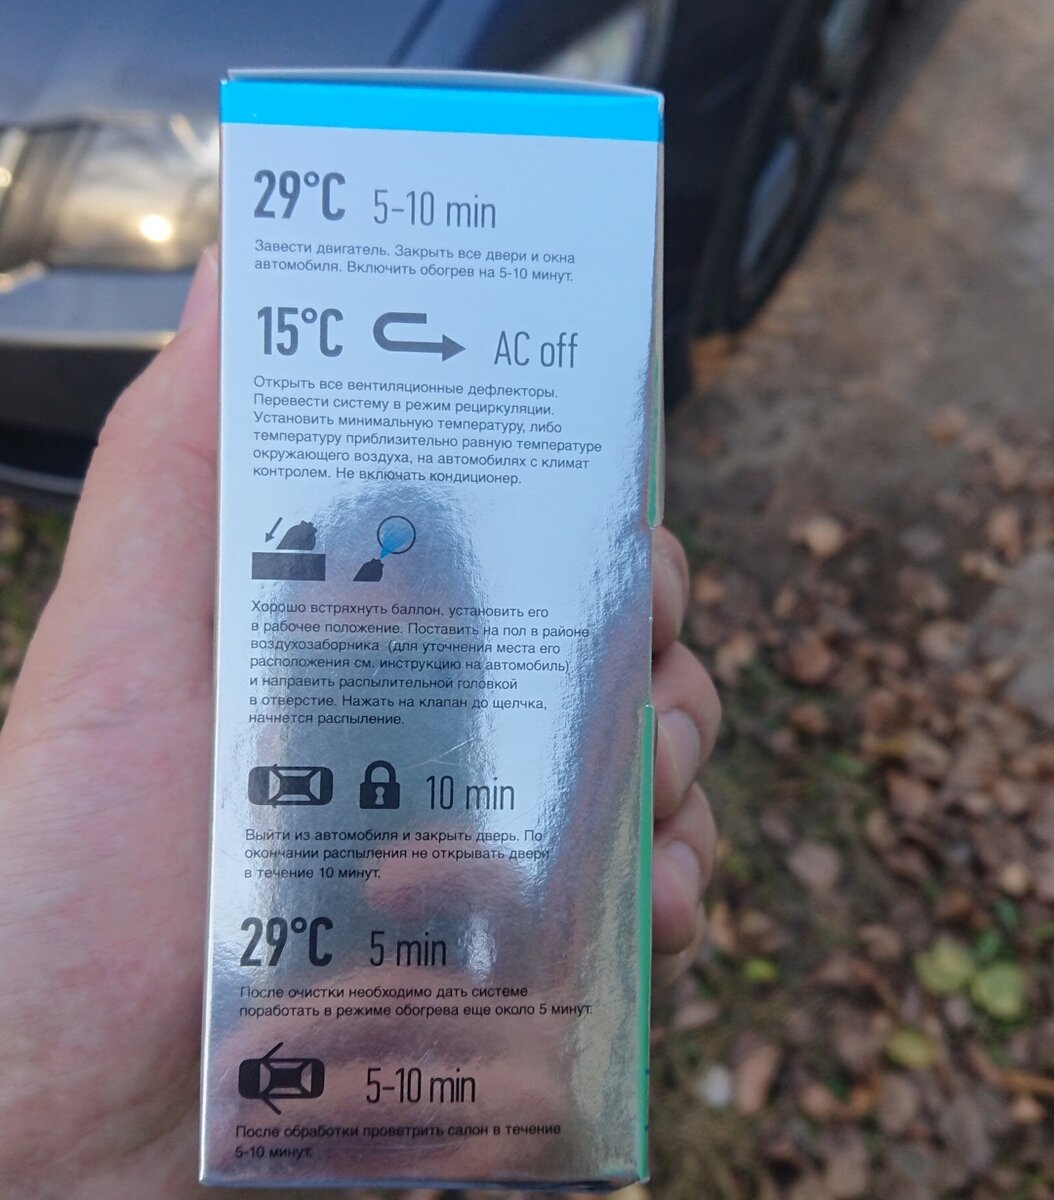 29°C 5-10 min
Завести двигатель. Закрыть все двери и окна
автомобиля. Включить обогрев на 5-10 минут.
15°C AC off
Открыть все вентиляционные дефлекторы.
Перевести систему в режим рециркуляции.
Установить минимальную температуру, либо
температуру приблизительно равную температуре
окружающего воздуха, на автомобилях с климат
контролем. Не включать кондиционер.
Хорошо встряхнуть баллон, установить его
в рабочее положение. Поставить на пол в районе
воздухозаборника (для уточнения места его
расположения см. инструкцию на автомобиль)
и направить распылительной головкой
в отверстие. Нажать на клапан до щелчка,
начнется распыление.
10 min
Выйти из автомобиля и закрыть дверь. По
окончании распыления не открывать двери
в течение 10 минут.
29°C 5 min
После очистки необходимо дать системе
поработать в режиме обогрева еще около 5 минут.
5-10 min
После обработки проветрить салон в течение
5-10 минут.